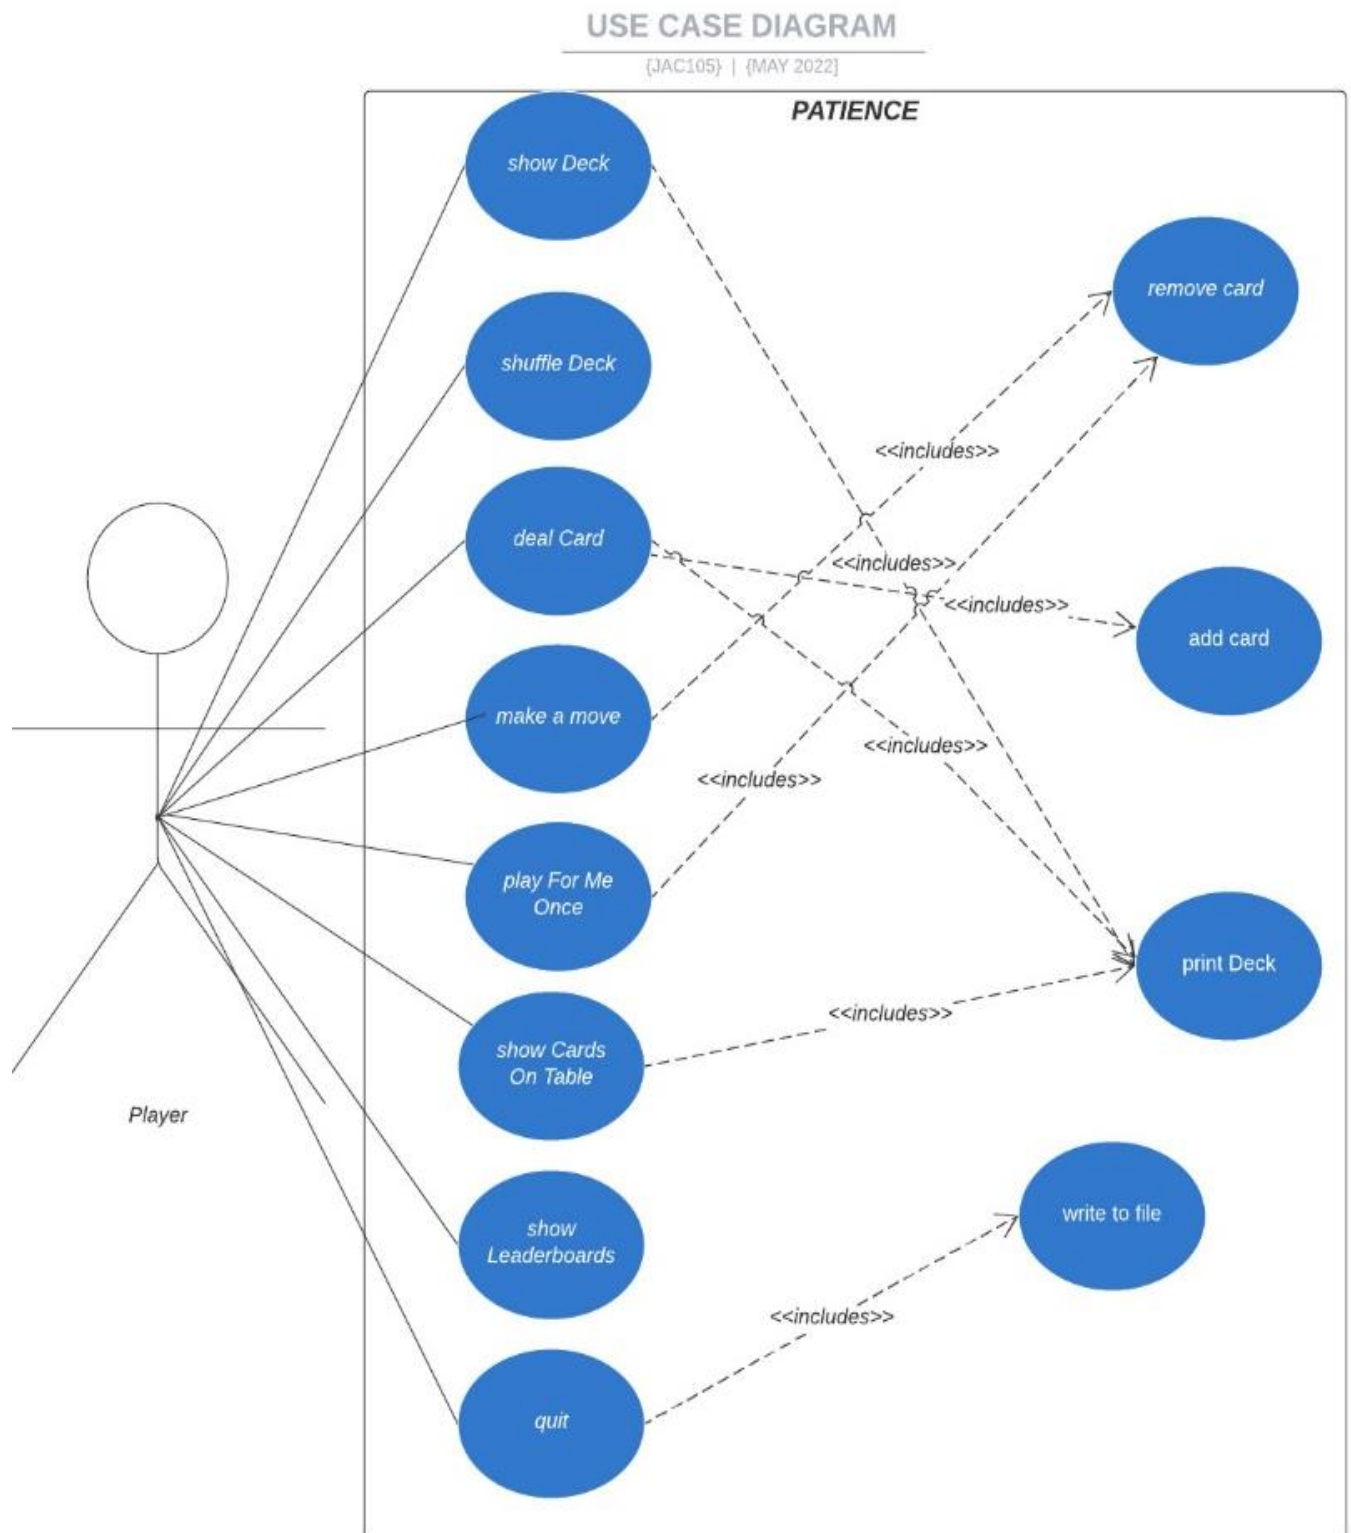 USE CASE DIAGRAM
{JAC105} | {MAY 2022]
PATIENCE
show Deck
remove card
shuffle Deck
<<includes>>
deal Card
<<includes>>
<<includes>>
add card
make a move
<<includes>>
<<includes>>
play For Me
Once
print Deck
<<includes>>
show Cards
On Table
Player
write to file
show
Leaderboards
<<includes>>
quit